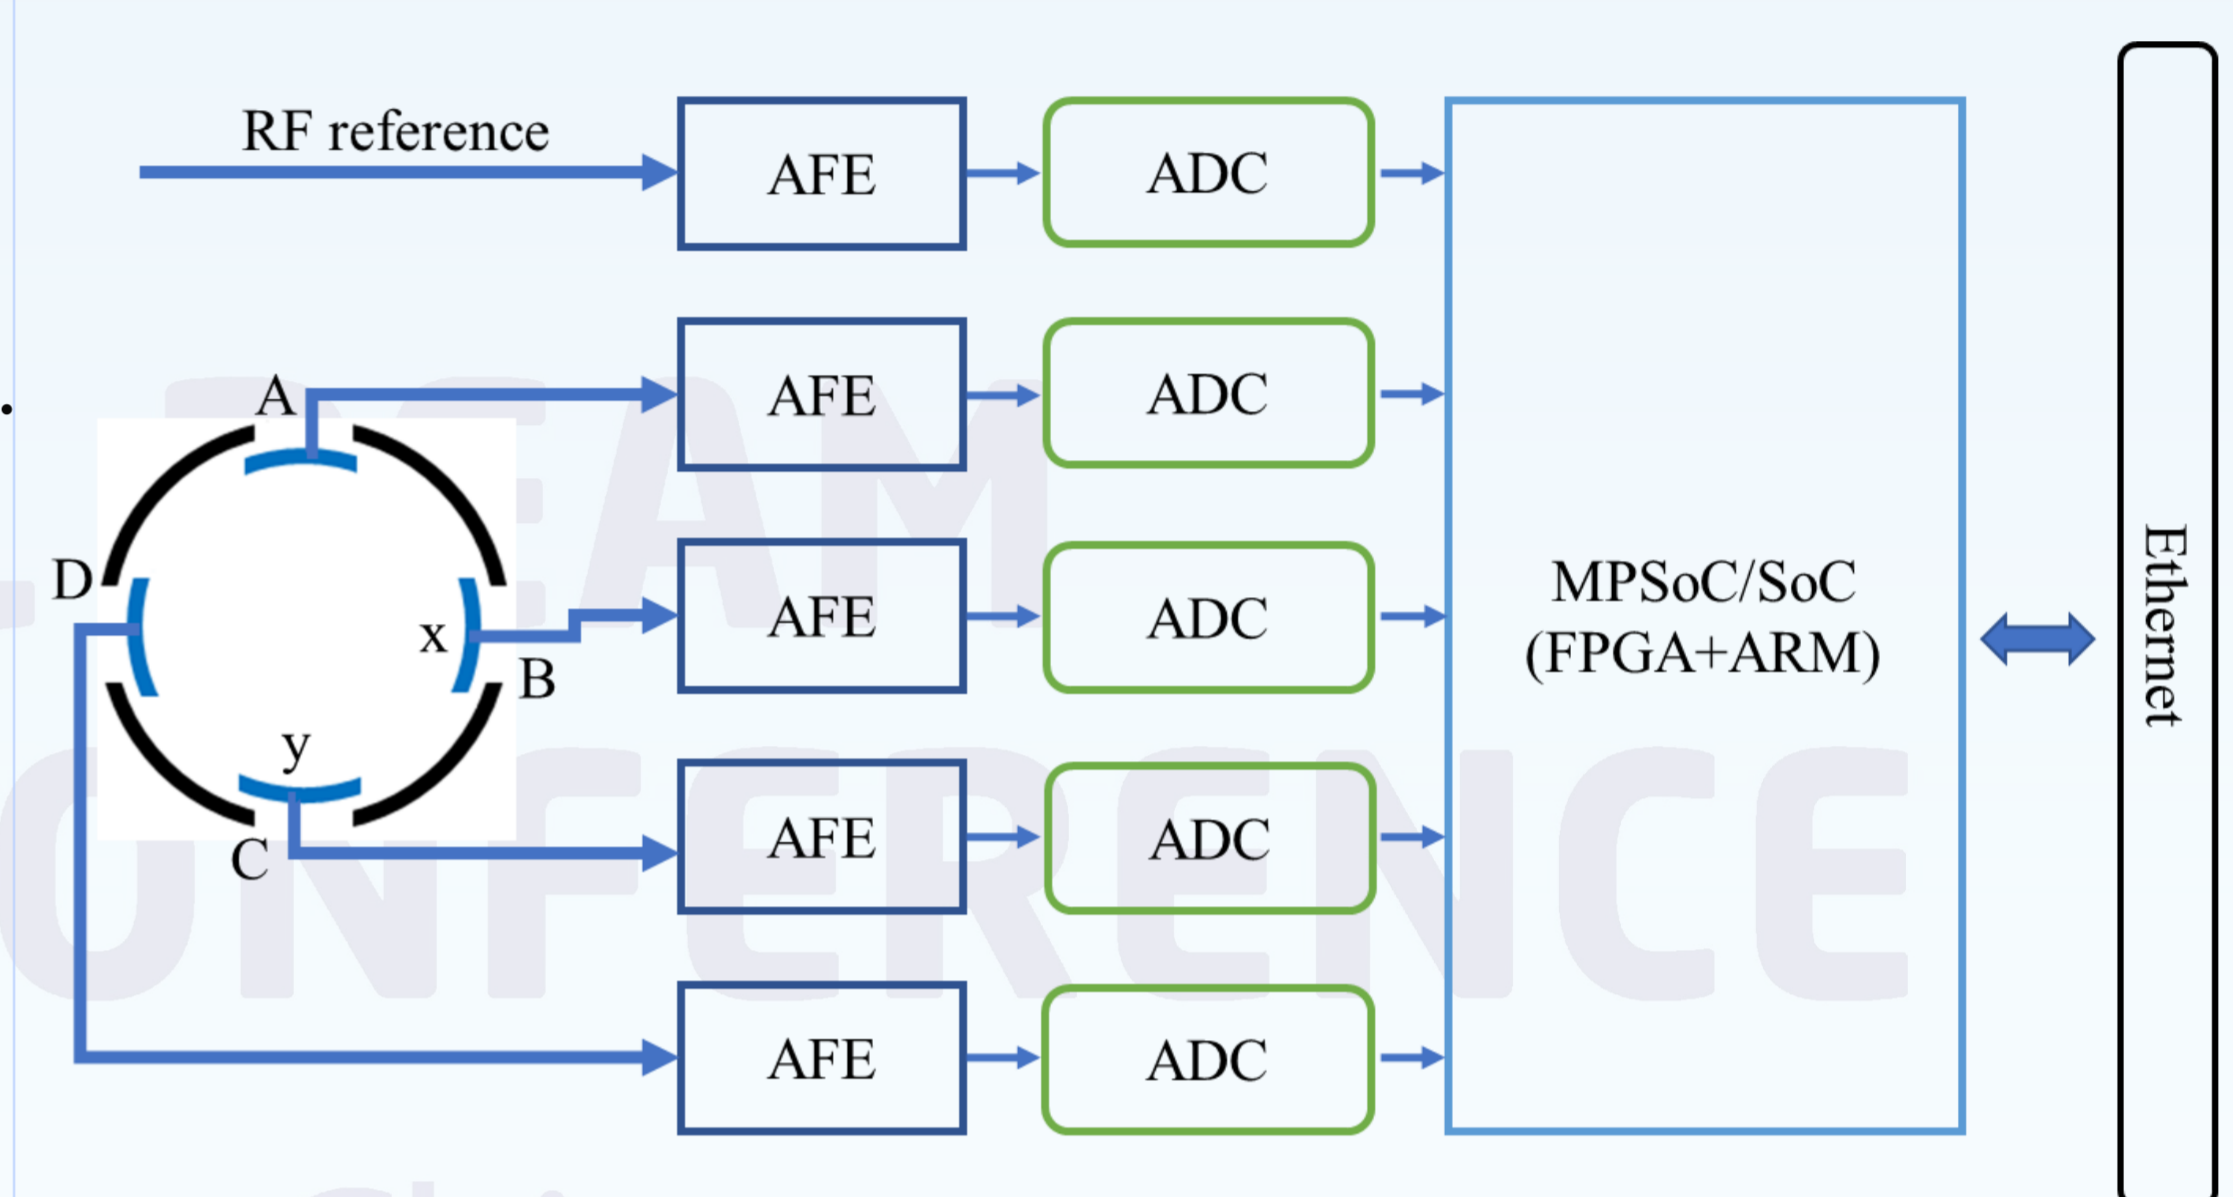 RF reference
AFE
ADC
A
AFE
ADC
D
x
B
AFE
ADC
MPSoC/SoC
(FPGA+ARM)
Ethernet
y
C
AFE
ADC
AFE
ADC